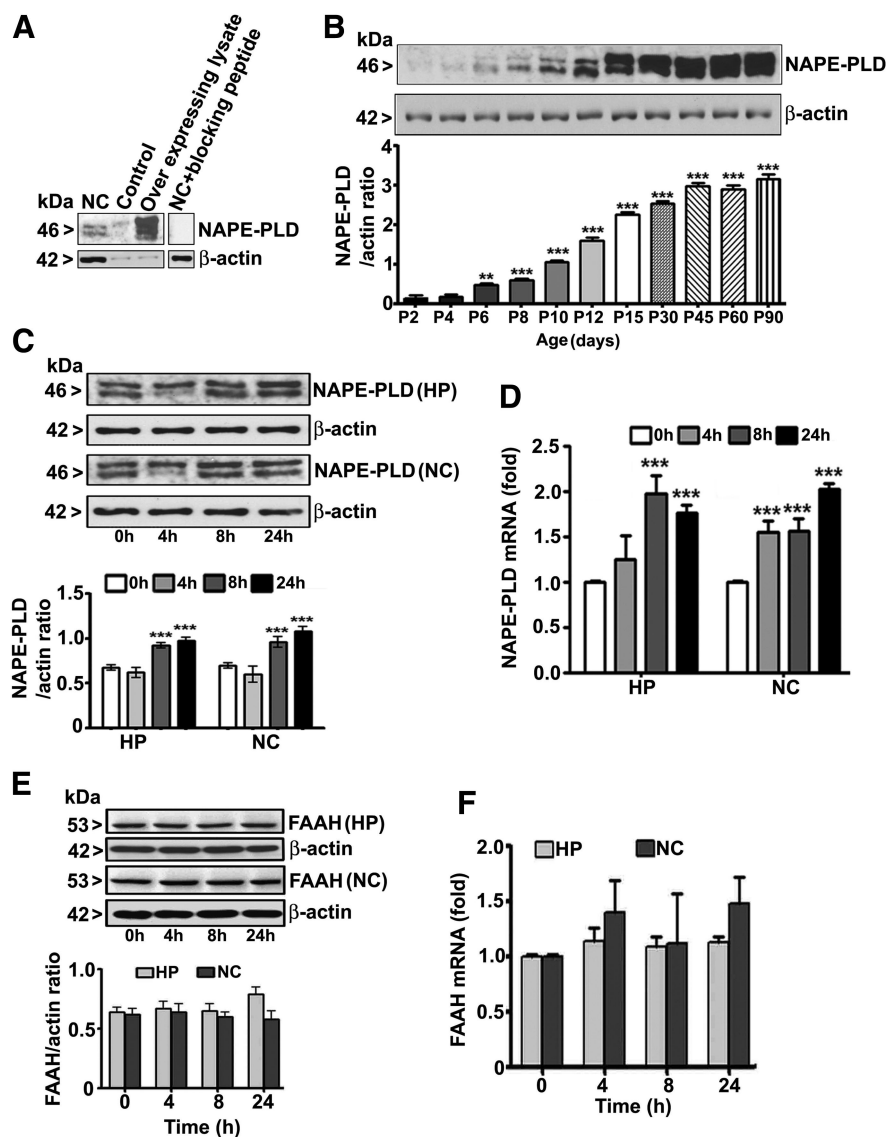 A
kDa NC Control Over expressing lysate NC+blocking peptide
46 > NAPE-PLD
42 > β-actin
B
kDa
46 > NAPE-PLD
42 > β-actin
NAPE-PLD
/actin ratio
4
3
2
1
0
** *** *** *** *** *** *** *** ***
P2 P4 P6 P8 P10 P12 P15 P30 P45 P60 P90
Age (days)
C
kDa
46 > NAPE-PLD (HP)
42 > β-actin
46 > NAPE-PLD (NC)
42 > β-actin
0h 4h 8h 24h
0h 4h 8h 24h
NAPE-PLD
/actin ratio
1.5
1.0
0.5
0
*** *** *** ***
HP NC
D
0h 4h 8h 24h
NAPE-PLD mRNA (fold)
2.5
2.0
1.5
1.0
0.5
0.0
*** *** *** *** ***
HP NC
E
kDa
53 > FAAH (HP)
42 > β-actin
53 > FAAH (NC)
42 > β-actin
0h 4h 8h 24h
HP NC
FAAH/actin ratio
1.0
0.5
0
0 4 8 24
Time (h)
F
HP NC
FAAH mRNA (fold)
2.0
1.5
1.0
0.5
0
0 4 8 24
Time (h)